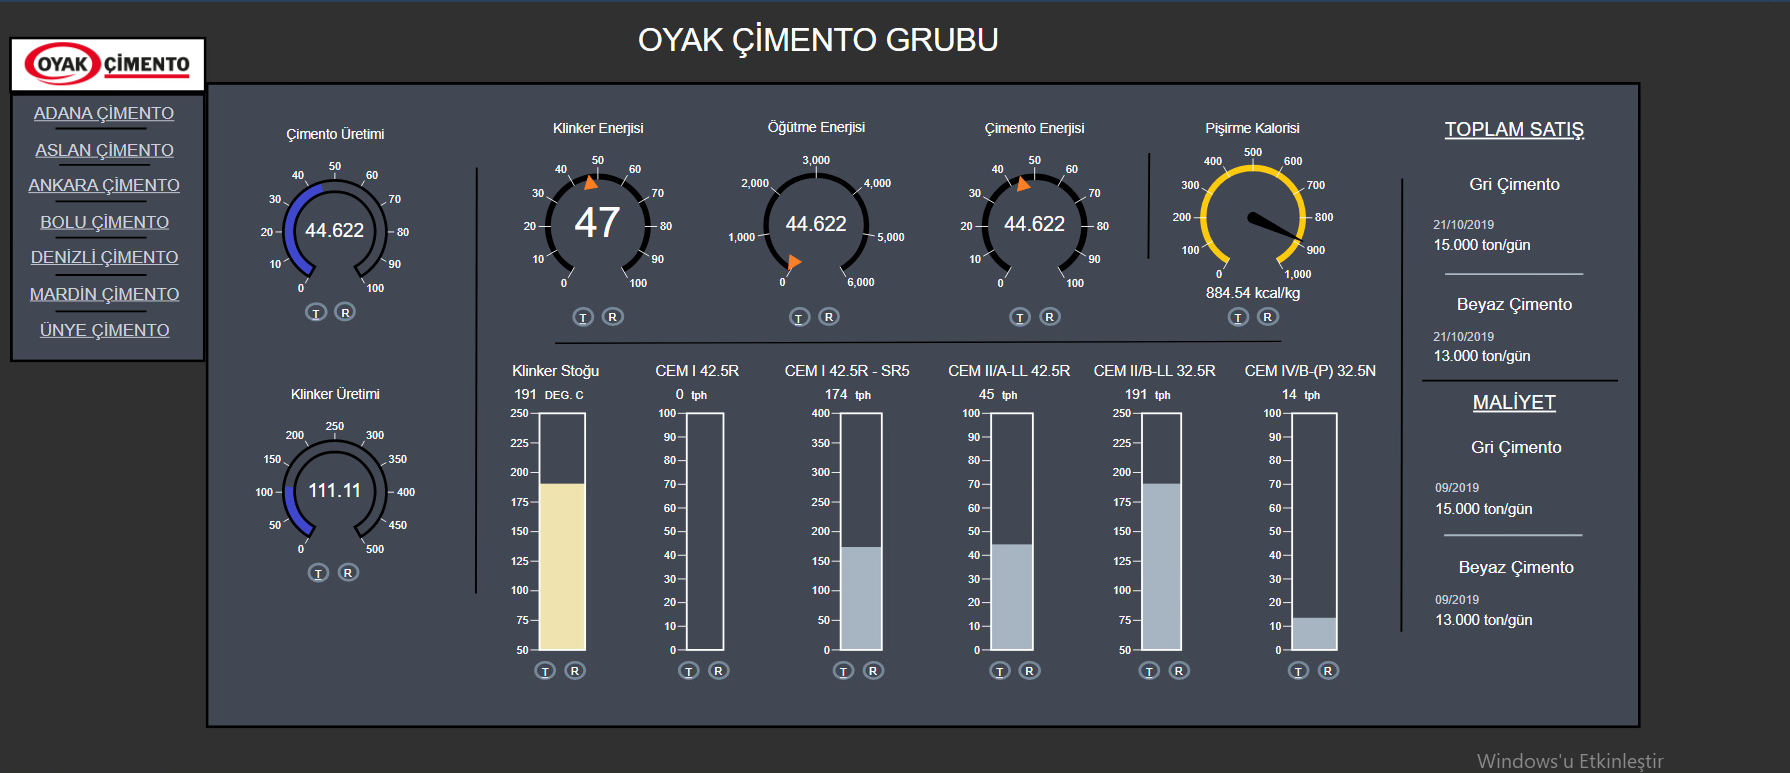 OYAK ÇİMENTO GRUBU
OYAK ÇİMENTO
ADANA ÇİMENTO
ASLAN ÇİMENTO
ANKARA ÇİMENTO
BOLU ÇİMENTO
DENİZLİ ÇİMENTO
MARDİN ÇİMENTO
ÜNYE ÇİMENTO
Çimento Üretimi
0 10 20 30 40 50 60 70 80 90 100
44.622
T R
Klinker Üretimi
0 50 100 150 200 250 300 350 400 450 500
111.11
T R
Klinker Enerjisi
0 10 20 30 40 50 60 70 80 90 100
47
T R
Öğütme Enerjisi
0 1,000 2,000 3,000 4,000 5,000 6,000
44.622
T R
Çimento Enerjisi
0 10 20 30 40 50 60 70 80 90 100
44.622
T R
Pişirme Kalorisi
0 100 200 300 400 500 600 700 800 900 1,000
884.54 kcal/kg
T R
Klinker Stoğu
191 DEG. C
250
225
200
175
150
125
100
75
50
T R
CEM I 42.5R
0 tph
100
90
80
70
60
50
40
30
20
10
0
T R
CEM I 42.5R - SR5
174 tph
400
350
300
250
200
150
100
50
0
T R
CEM II/A-LL 42.5R
45 tph
100
90
80
70
60
50
40
30
20
10
0
T R
CEM II/B-LL 32.5R
191 tph
250
225
200
175
150
125
100
75
50
T R
CEM IV/B-(P) 32.5N
14 tph
100
90
80
70
60
50
40
30
20
10
0
T R
TOPLAM SATIŞ
Gri Çimento
21/10/2019
15.000 ton/gün
Beyaz Çimento
21/10/2019
13.000 ton/gün
MALİYET
Gri Çimento
09/2019
15.000 ton/gün
Beyaz Çimento
09/2019
13.000 ton/gün
Windows'u Etkinleştir